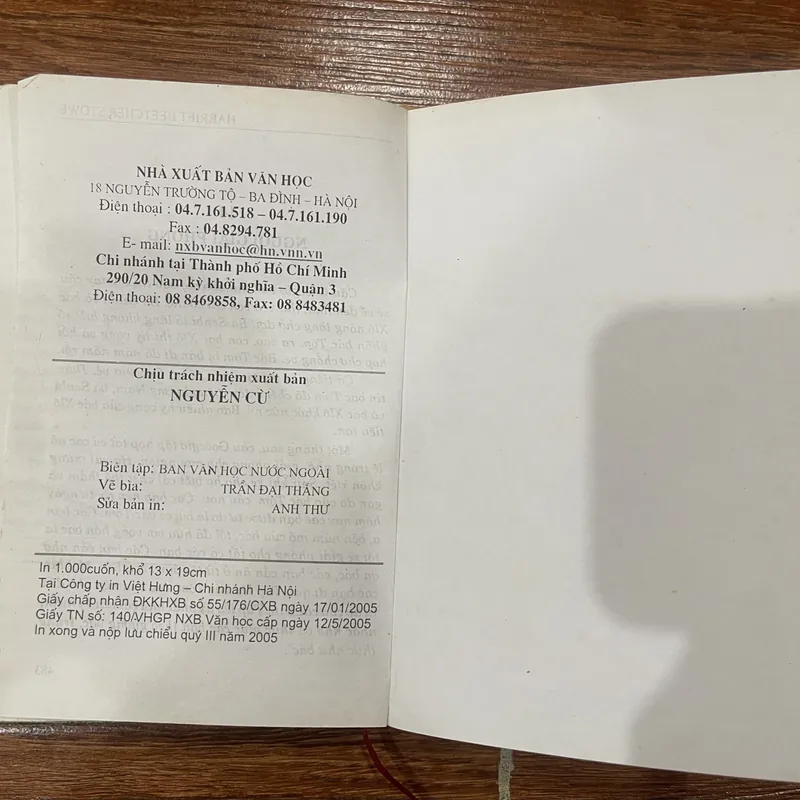 NHÀ XUẤT BẢN VĂN HỌC
18 NGUYỄN TRƯỜNG TỘ – BA ĐÌNH – HÀ NỘI
Điện thoại : 04.7.161.518 – 04.7.161.190
Fax : 04.8294.781
E- mail: nxbvanhoc@hn.vnn.vn
Chi nhánh tại Thành phố Hồ Chí Minh
290/20 Nam kỳ khởi nghĩa – Quận 3
Điện thoại: 08 8469858, Fax: 08 8483481
Chịu trách nhiệm xuất bản
NGUYỄN CỪ
Biên tập: BAN VĂN HỌC NƯỚC NGOÀI
Vẽ bìa: TRẦN ĐẠI THẮNG
Sửa bản in: ANH THƯ
In 1.000cuốn, khổ 13 x 19cm
Tại Công ty in Việt Hưng – Chi nhánh Hà Nội
Giấy chấp nhận ĐKKHXB số 55/176/CXB ngày 17/01/2005
Giấy TN số: 140/VHGP NXB Văn học cấp ngày 12/5/2005
In xong và nộp lưu chiểu quý III năm 2005